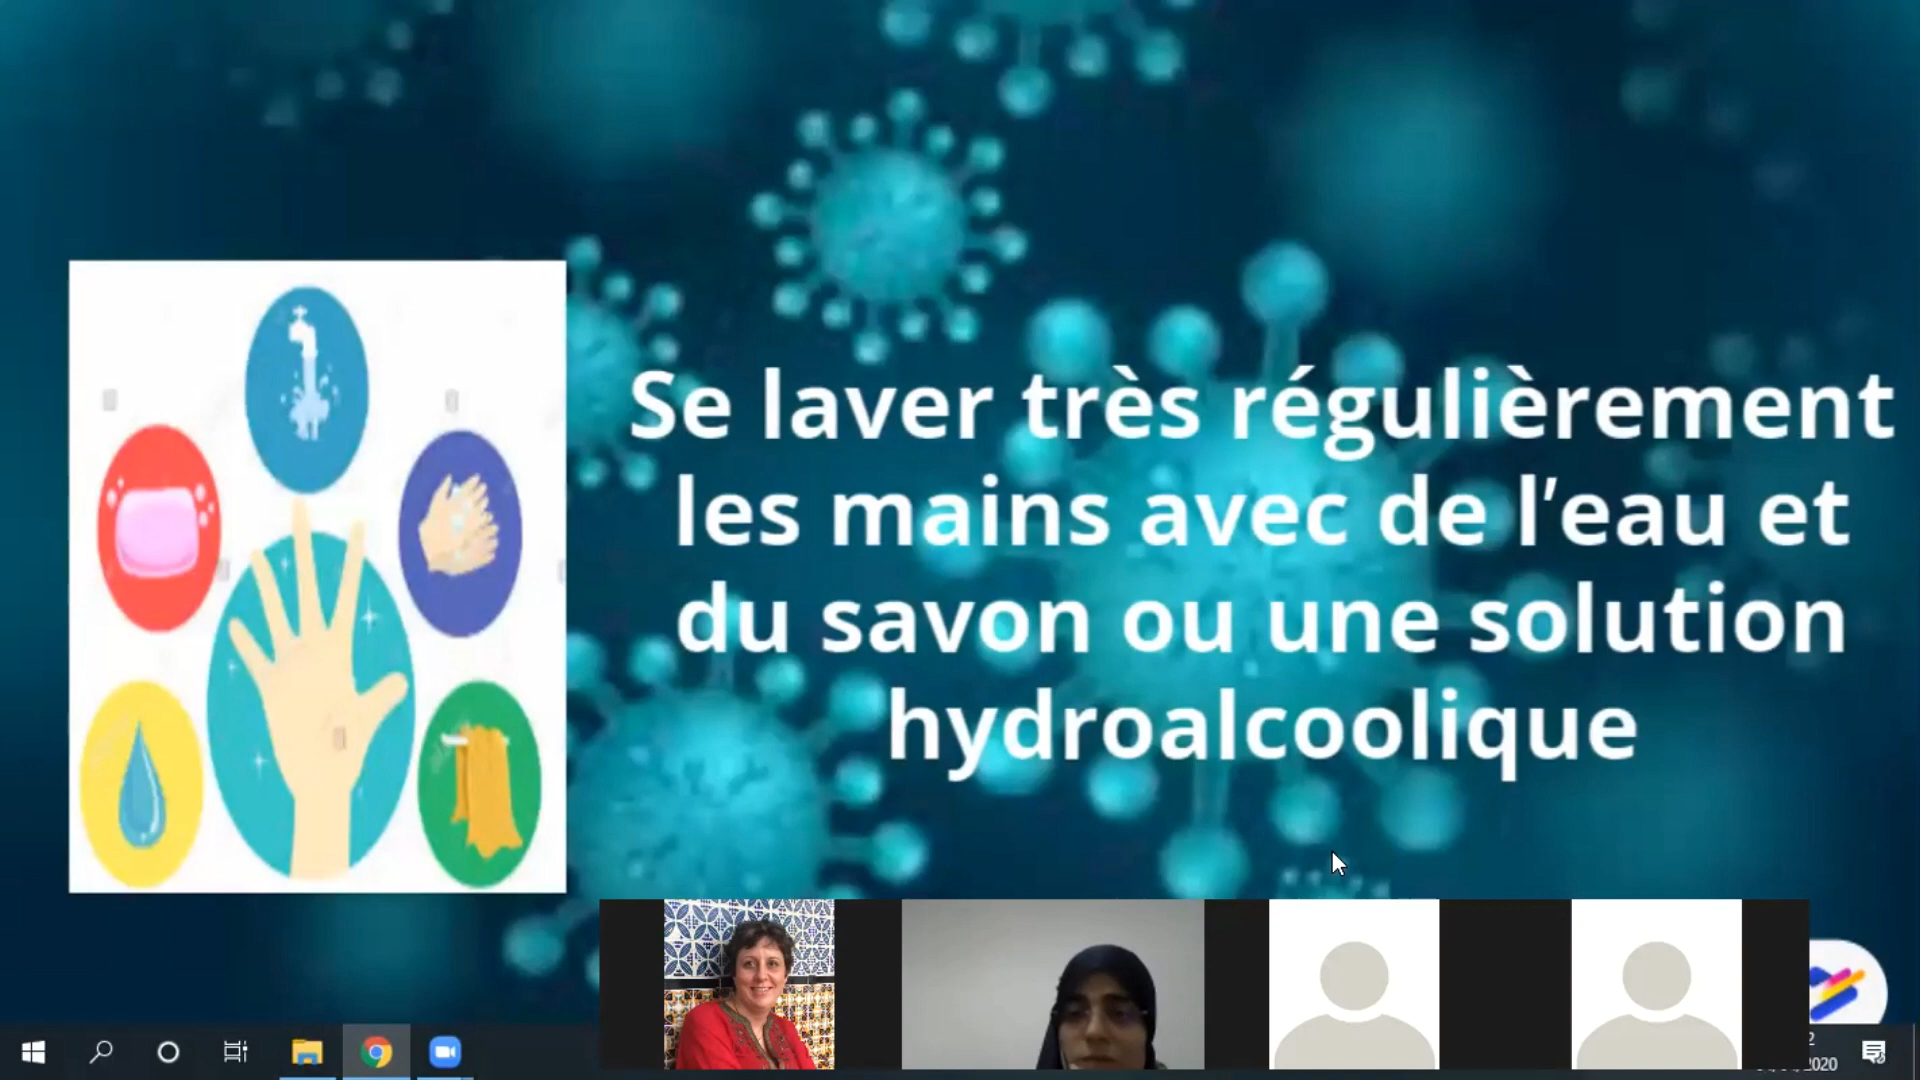 Se laver très régulièrement
les mains avec de l’eau et
du savon ou une solution
hydroalcoolique